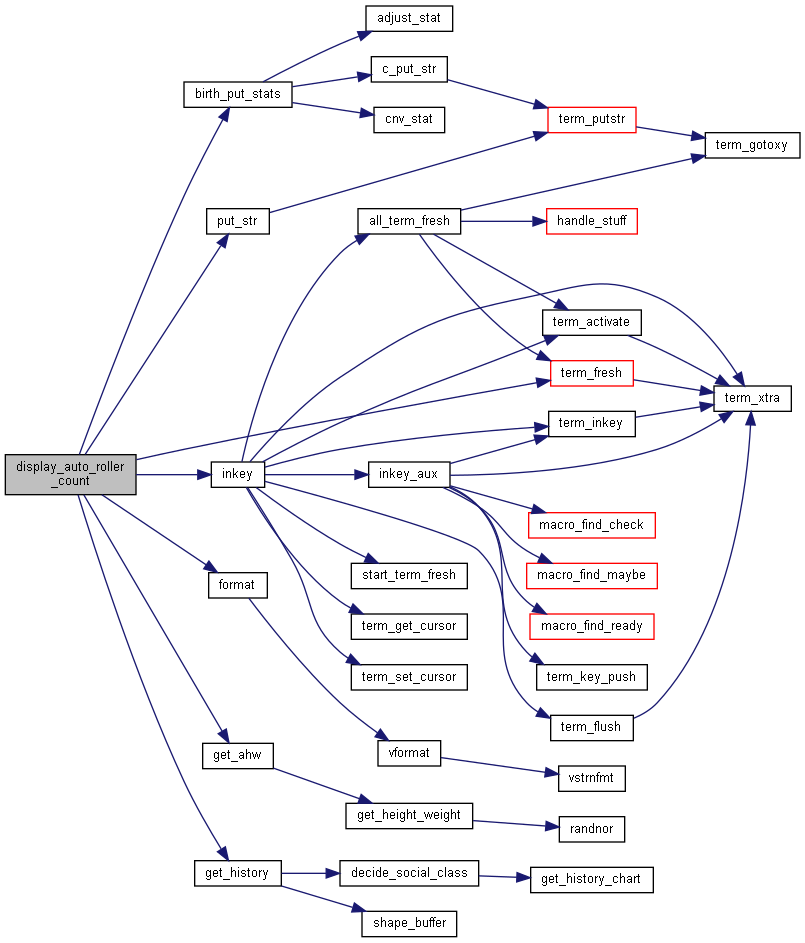 adjust_stat
c_put_str
birth_put_stats
cnv_stat
term_putstr
term_gotoxy
put_str
all_term_fresh
handle_stuff
term_activate
term_fresh
term_xtra
term_inkey
display_auto_roller
_count
inkey
inkey_aux
macro_find_check
start_term_fresh
macro_find_maybe
format
term_get_cursor
macro_find_ready
term_set_cursor
term_key_push
term_flush
get_ahw
vformat
vstrnfmt
get_height_weight
randnor
get_history
decide_social_class
get_history_chart
shape_buffer